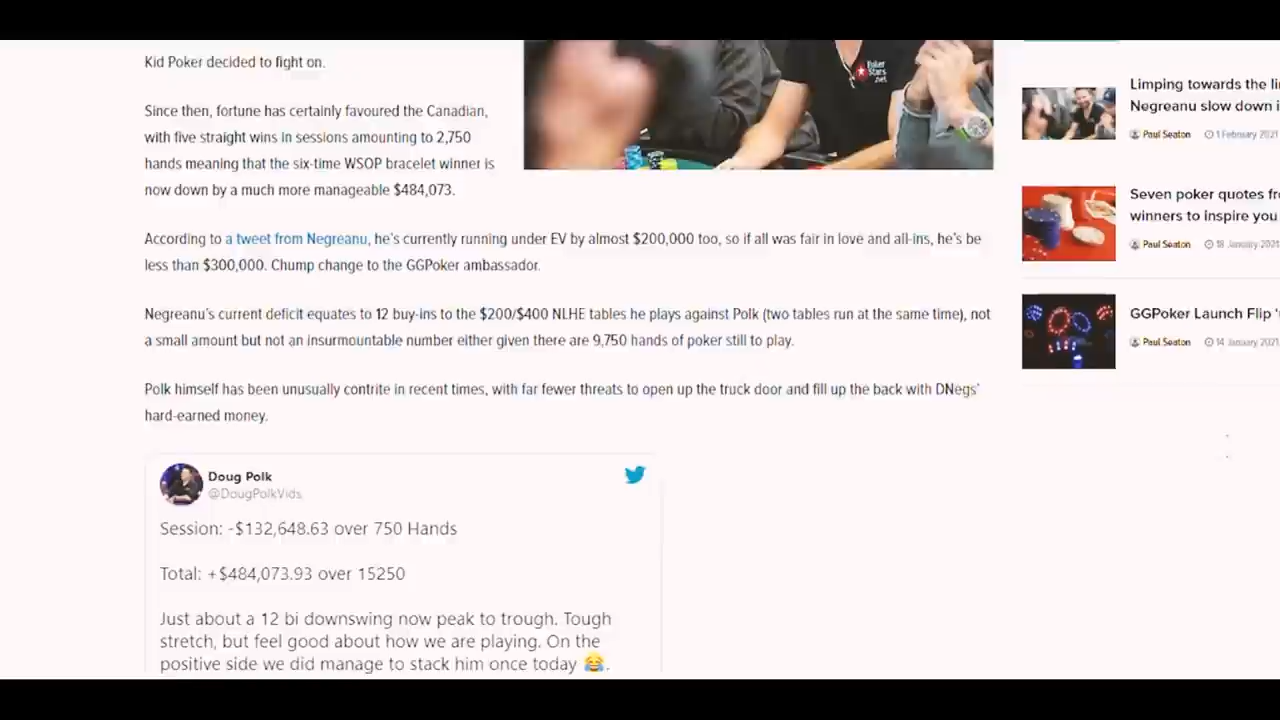 Kid Poker decided to fight on.
Since then, fortune has certainly favoured the Canadian,
with five straight wins in sessions amounting to 2,750
hands meaning that the six-time WSOP bracelet winner is
now down by a much more manageable $484,073.
Poker
Stars
.net
According to a tweet from Negreanu, he's currently running under EV by almost $200,000 too, so if all was fair in love and all-ins, he's be
less than $300,000. Chump change to the GGPoker ambassador.
Negreanu's current deficit equates to 12 buy-ins to the $200/$400 NLHE tables he plays against Polk (two tables run at the same time), not
a small amount but not an insurmountable number either given there are 9,750 hands of poker still to play.
Polk himself has been unusually contrite in recent times, with far fewer threats to open up the truck door and fill up the back with DNegs'
hard-earned money.
Doug Polk
@DougPolkVids
Session: -$132,648.63 over 750 Hands
Total: +$484,073.93 over 15250
Just about a 12 bi downswing now peak to trough. Tough
stretch, but feel good about how we are playing. On the
positive side we did manage to stack him once today 😂.
Limping towards the
Negreanu slow down
Paul Seaton 1 February 2021
Seven poker quotes
winners to inspire you
Paul Seaton 18 January 2021
GGPoker Launch Flip
Paul Seaton 14 January 2021